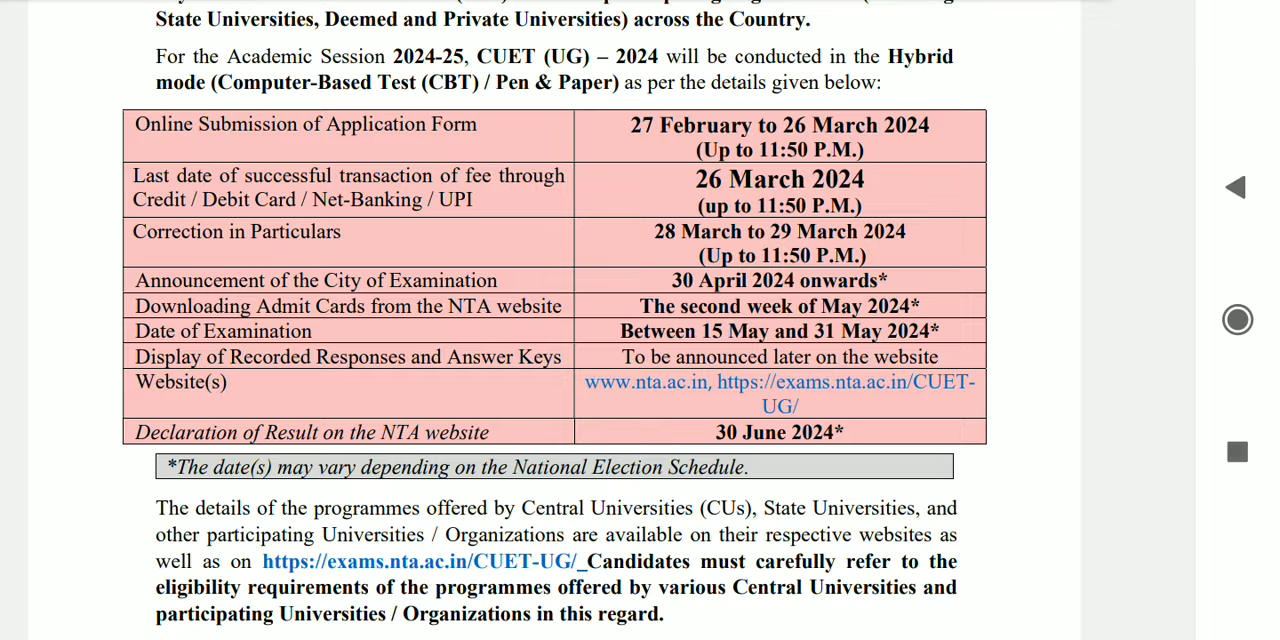 State Universities, Deemed and Private Universities) across the Country.
For the Academic Session 2024-25, CUET (UG) – 2024 will be conducted in the Hybrid
mode (Computer-Based Test (CBT) / Pen & Paper) as per the details given below:
Online Submission of Application Form
27 February to 26 March 2024
(Up to 11:50 P.M.)
Last date of successful transaction of fee through
Credit / Debit Card / Net-Banking / UPI
26 March 2024
(up to 11:50 P.M.)
Correction in Particulars
28 March to 29 March 2024
(Up to 11:50 P.M.)
Announcement of the City of Examination
30 April 2024 onwards*
Downloading Admit Cards from the NTA website
The second week of May 2024*
Date of Examination
Between 15 May and 31 May 2024*
Display of Recorded Responses and Answer Keys
To be announced later on the website
Website(s)
www.nta.ac.in, https://exams.nta.ac.in/CUET-
UG/
Declaration of Result on the NTA website
30 June 2024*
*The date(s) may vary depending on the National Election Schedule.
The details of the programmes offered by Central Universities (CUs), State Universities, and
other participating Universities / Organizations are available on their respective websites as
well as on https://exams.nta.ac.in/CUET-UG/_Candidates must carefully refer to the
eligibility requirements of the programmes offered by various Central Universities and
participating Universities / Organizations in this regard.